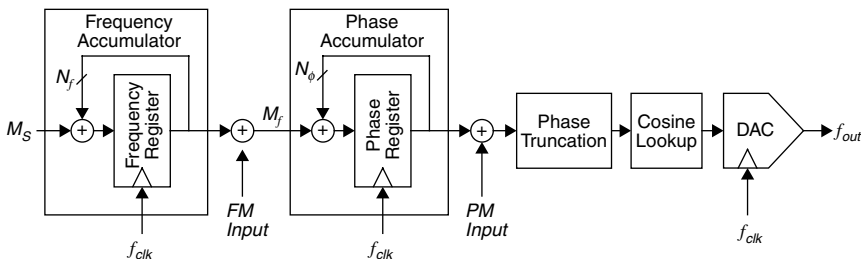 Frequency
Accumulator
N_f
M_S
+
Frequency
Register
f_clk
+
FM
Input
M_f
Phase
Accumulator
N_ϕ
+
Phase
Register
f_clk
+
PM
Input
Phase
Truncation
Cosine
Lookup
DAC
f_clk
f_out